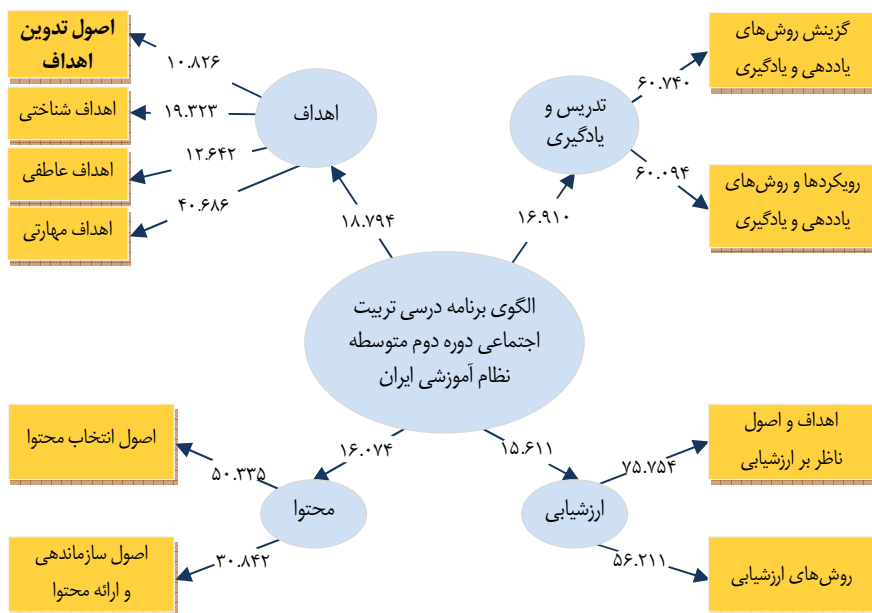 الگوی برنامه درسی تربیت
اجتماعی دوره دوم متوسطه
نظام آموزشی ایران
تدریس و
یادگیری
۱۶.۹۱۰
گزینش روش‌های
یاددهی و یادگیری
۶۰.۷۴۰
رویکردها و روش‌های
یاددهی و یادگیری
۶۰.۰۹۴
اهداف
۱۸.۷۹۴
اصول تدوین
اهداف
۱۰.۸۲۶
اهداف شناختی
۱۹.۳۲۳
اهداف عاطفی
۱۲.۶۴۲
اهداف مهارتی
۴۰.۶۸۶
ارزشیابی
۱۵.۶۱۱
اهداف و اصول
ناظر بر ارزشیابی
۷۵.۷۵۴
روش‌های ارزشیابی
۵۶.۲۱۱
محتوا
۱۶.۰۷۴
اصول انتخاب محتوا
۵۰.۳۳۵
اصول سازماندهی
و ارائه محتوا
۳۰.۸۴۲